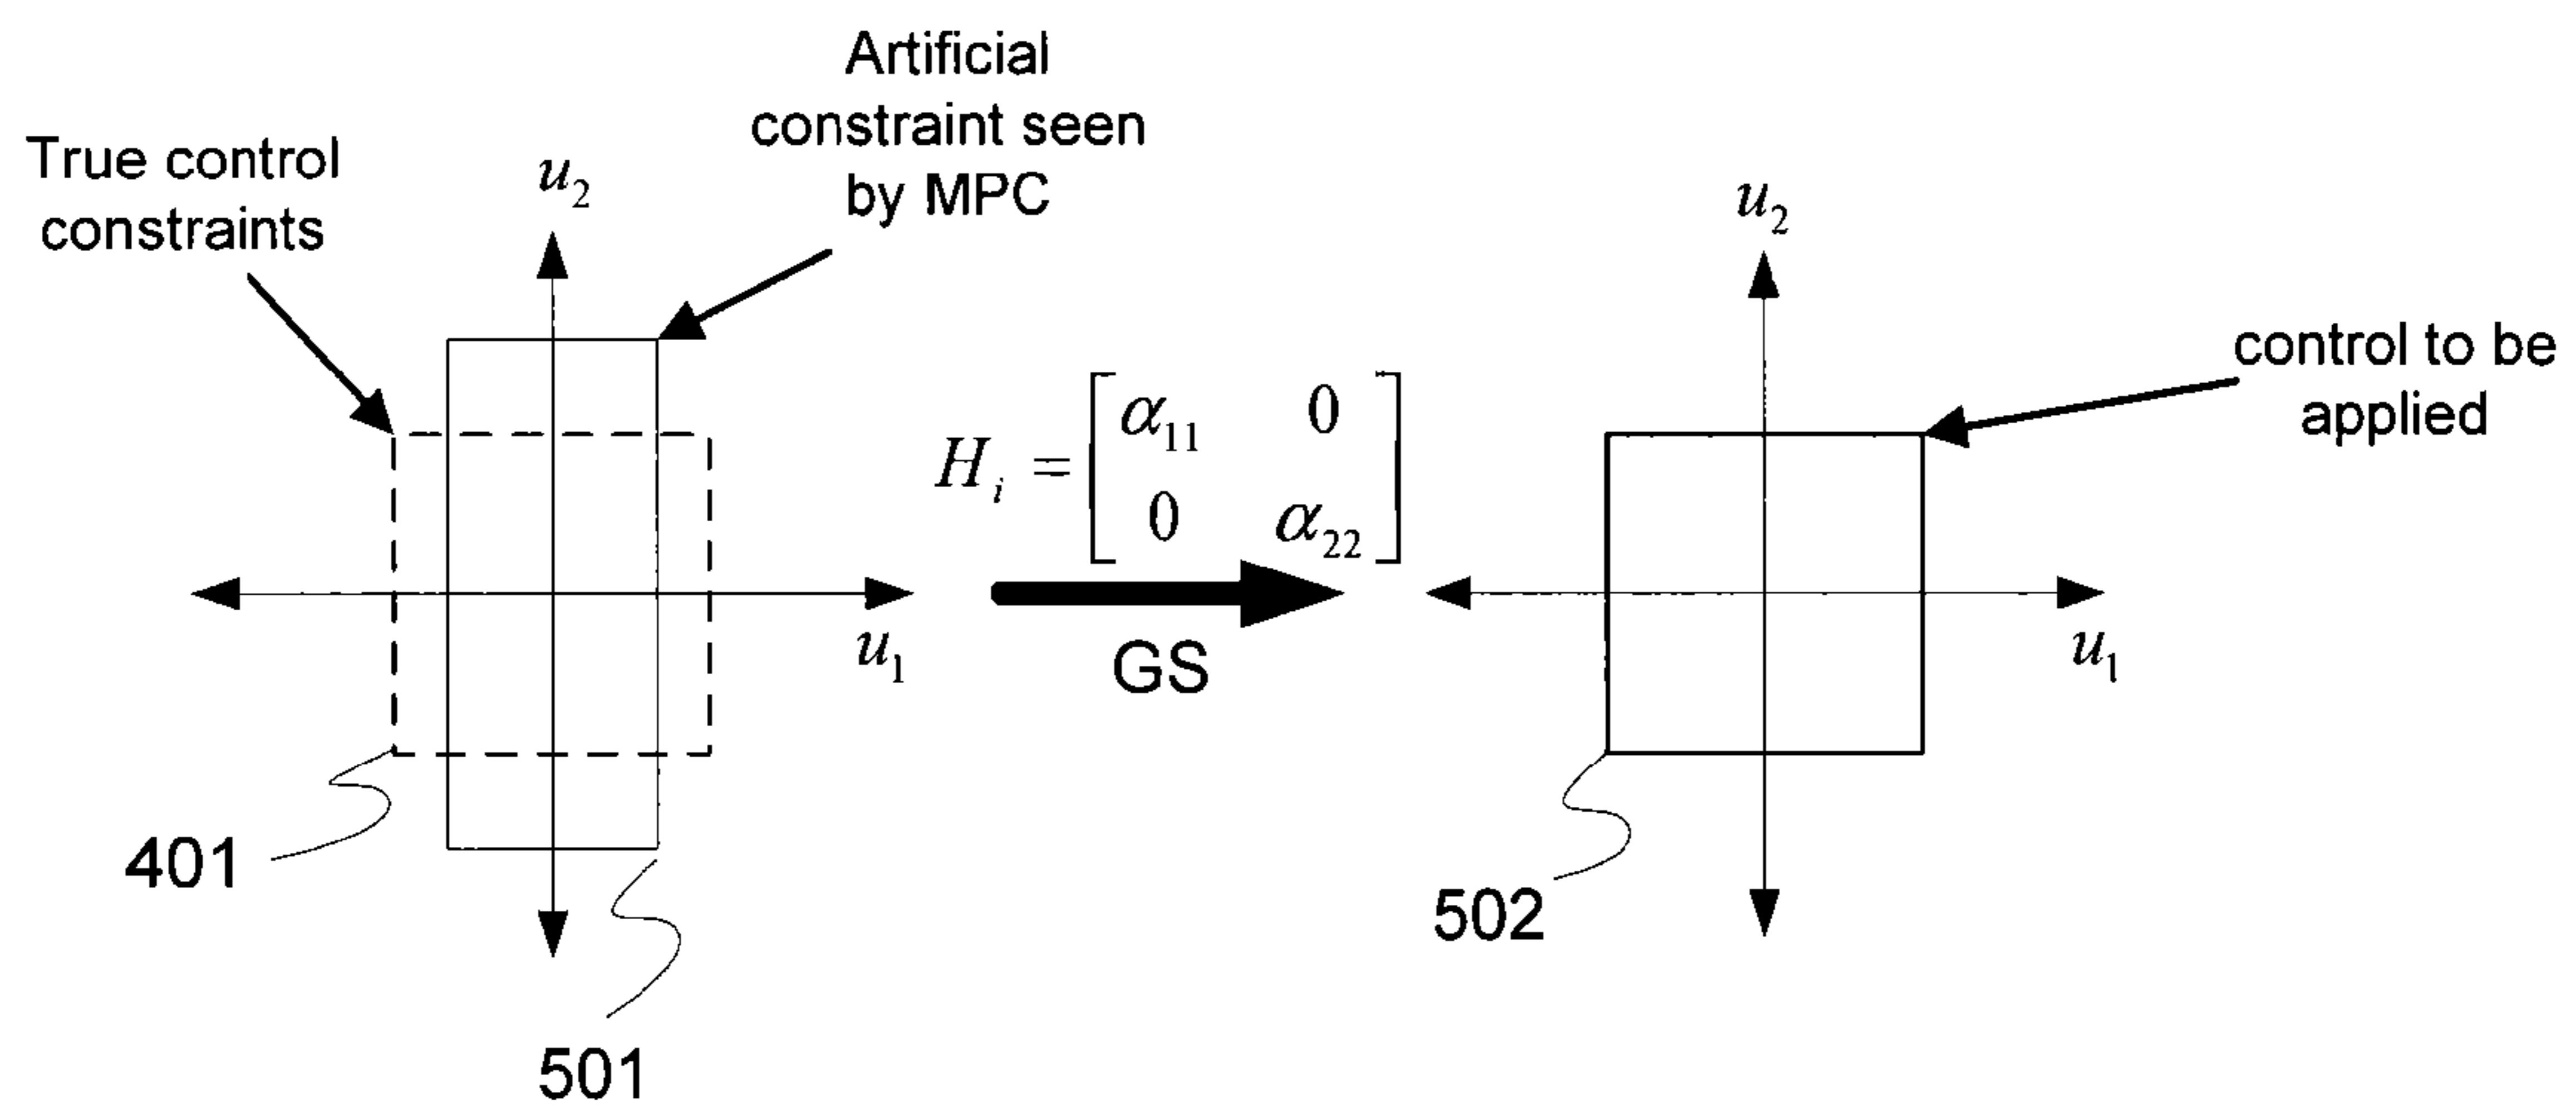 Artificial
constraint seen
by MPC
True control
constraints
u₂
u₂
control to be
applied
Hᵢ = [α₁₁ 0
0 α₂₂]
u₁
GS
u₁
401
502
501